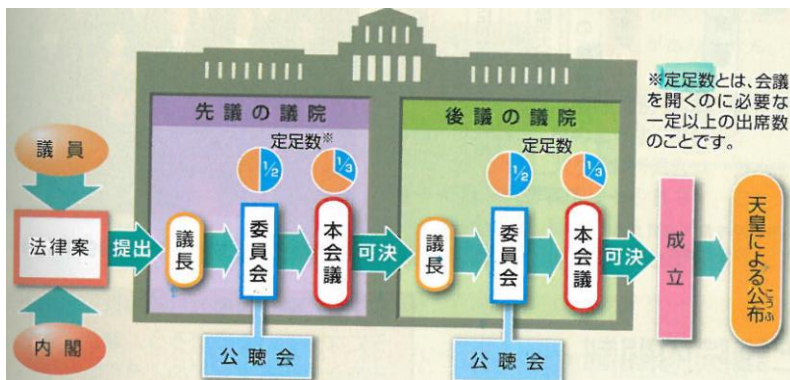 先議の議院
後議の議院
※定足数とは、会議
を開くのに必要な
一定以上の出席数
のことです。
定足数※
定足数
1/2
1/3
1/2
1/3
議員
法律案
内閣
提出
議長
委員会
本会議
可決
議長
委員会
本会議
可決
成立
天皇による公布
こうふ
公聴会
公聴会